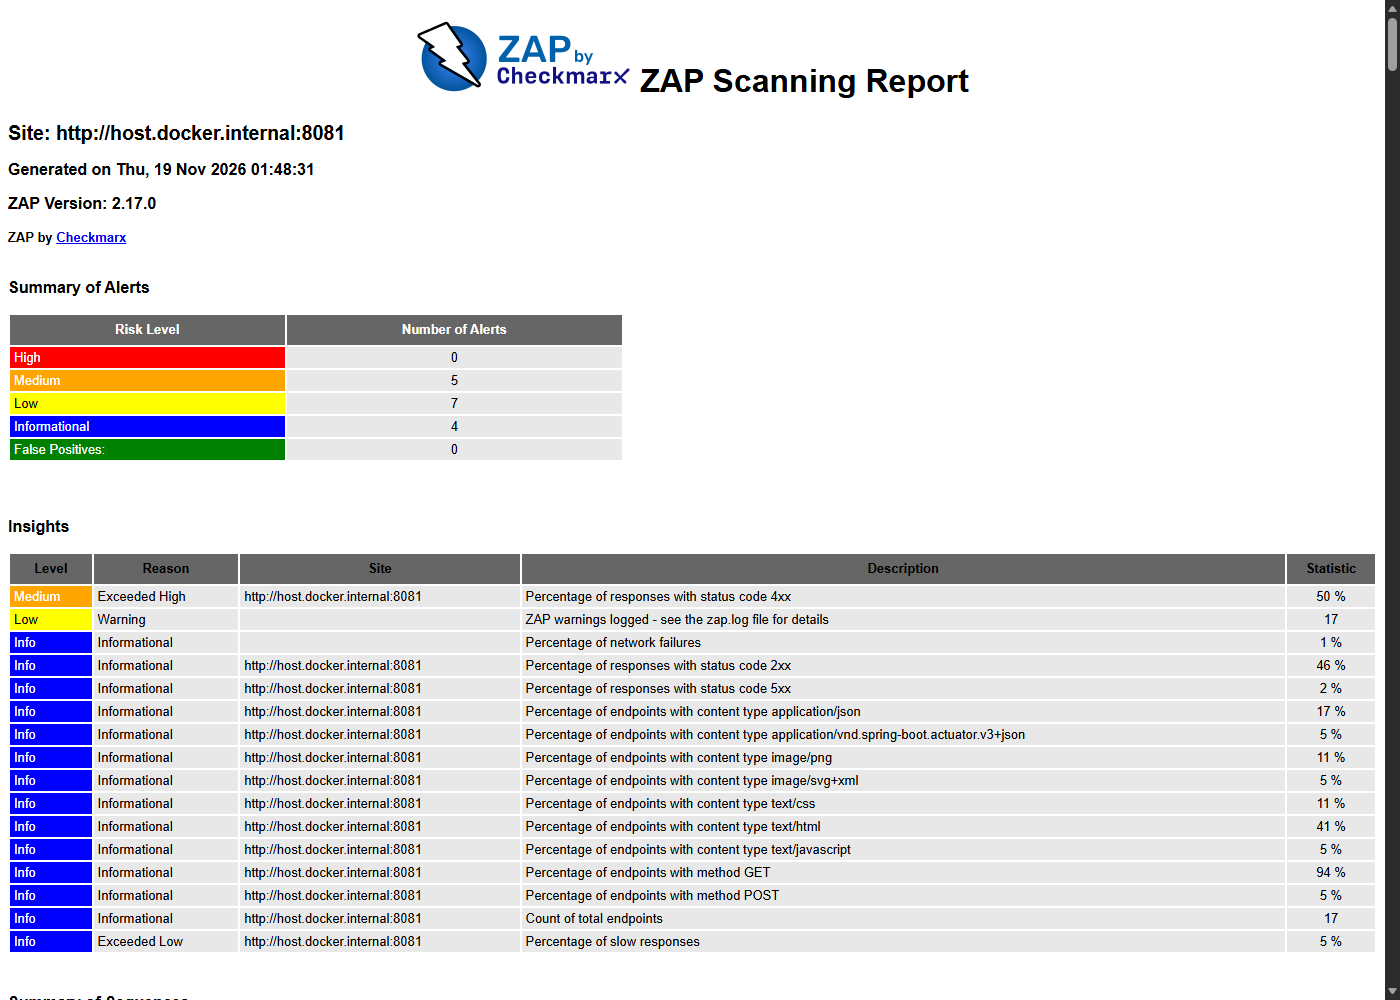 ZAP by
Checkmarx ZAP Scanning Report
Site: http://host.docker.internal:8081
Generated on Thu, 19 Nov 2026 01:48:31
ZAP Version: 2.17.0
ZAP by Checkmarx
Summary of Alerts
Risk Level Number of Alerts
High 0
Medium 5
Low 7
Informational 4
False Positives: 0
Insights
Level Reason Site Description Statistic
Medium Exceeded High http://host.docker.internal:8081 Percentage of responses with status code 4xx 50 %
Low Warning ZAP warnings logged - see the zap.log file for details 17
Info Informational Percentage of network failures 1 %
Info Informational http://host.docker.internal:8081 Percentage of responses with status code 2xx 46 %
Info Informational http://host.docker.internal:8081 Percentage of responses with status code 5xx 2 %
Info Informational http://host.docker.internal:8081 Percentage of endpoints with content type application/json 17 %
Info Informational http://host.docker.internal:8081 Percentage of endpoints with content type application/vnd.spring-boot.actuator.v3+json 5 %
Info Informational http://host.docker.internal:8081 Percentage of endpoints with content type image/png 11 %
Info Informational http://host.docker.internal:8081 Percentage of endpoints with content type image/svg+xml 5 %
Info Informational http://host.docker.internal:8081 Percentage of endpoints with content type text/css 11 %
Info Informational http://host.docker.internal:8081 Percentage of endpoints with content type text/html 41 %
Info Informational http://host.docker.internal:8081 Percentage of endpoints with content type text/javascript 5 %
Info Informational http://host.docker.internal:8081 Percentage of endpoints with method GET 94 %
Info Informational http://host.docker.internal:8081 Percentage of endpoints with method POST 5 %
Info Informational http://host.docker.internal:8081 Count of total endpoints 17
Info Exceeded Low http://host.docker.internal:8081 Percentage of slow responses 5 %
Summary of Sequences